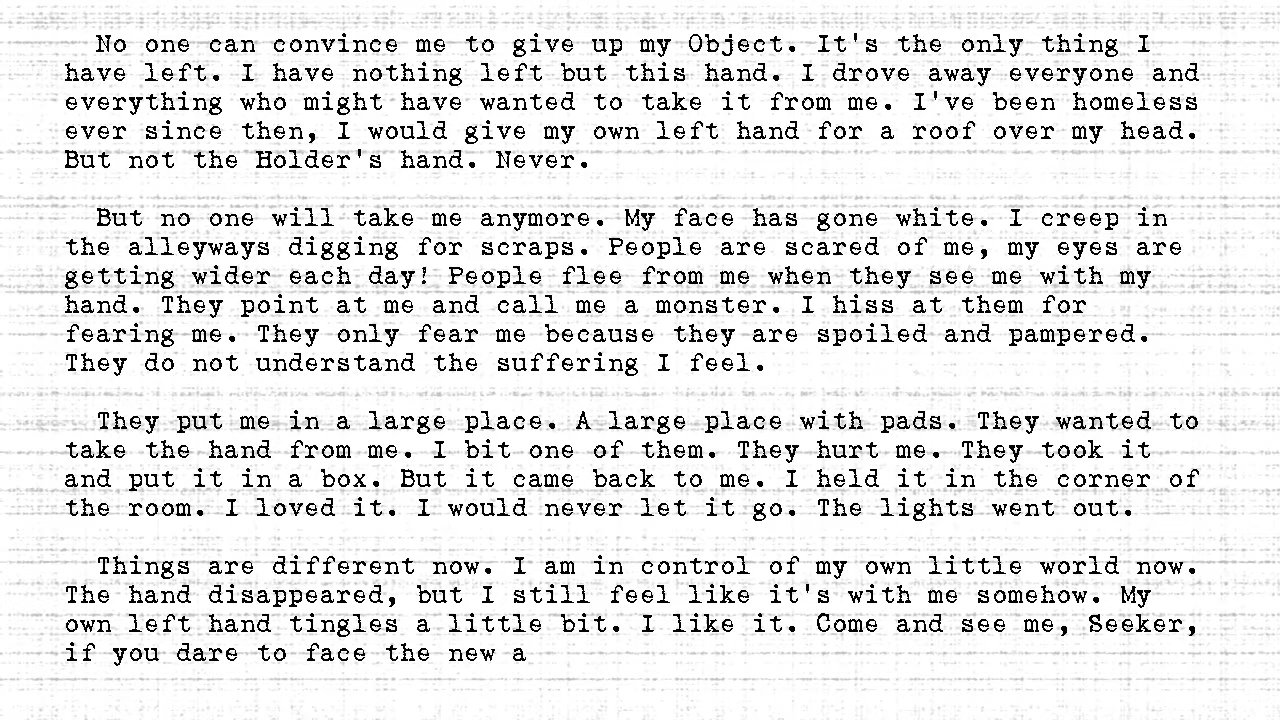 No one can convince me to give up my Object. It's the only thing I
have left. I have nothing left but this hand. I drove away everyone and
everything who might have wanted to take it from me. I've been homeless
ever since then, I would give my own left hand for a roof over my head.
But not the Holder's hand. Never.
But no one will take me anymore. My face has gone white. I creep in
the alleyways digging for scraps. People are scared of me, my eyes are
getting wider each day! People flee from me when they see me with my
hand. They point at me and call me a monster. I hiss at them for
fearing me. They only fear me because they are spoiled and pampered.
They do not understand the suffering I feel.
They put me in a large place. A large place with pads. They wanted to
take the hand from me. I bit one of them. They hurt me. They took it
and put it in a box. But it came back to me. I held it in the corner of
the room. I loved it. I would never let it go. The lights went out.
Things are different now. I am in control of my own little world now.
The hand disappeared, but I still feel like it's with me somehow. My
own left hand tingles a little bit. I like it. Come and see me, Seeker,
if you dare to face the new a